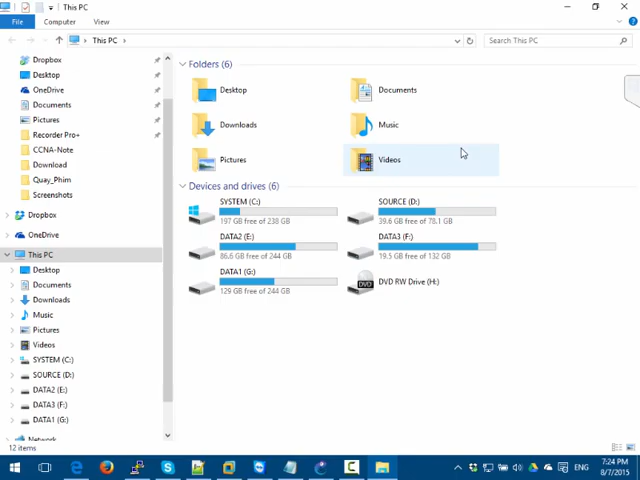 This PC
File
Computer
View
This PC
Search This PC
Dropbox
Desktop
OneDrive
Documents
Pictures
Recorder Pro+
CCNA-Note
Download
Quay_Phim
Screenshots
Dropbox
OneDrive
This PC
Desktop
Documents
Downloads
Music
Pictures
Videos
SYSTEM (C:)
SOURCE (D:)
DATA2 (E:)
DATA3 (F:)
DATA1 (G:)
Network
Folders (6)
Desktop
Documents
Downloads
Music
Pictures
Videos
Devices and drives (6)
SYSTEM (C:)
197 GB free of 238 GB
SOURCE (D:)
39.6 GB free of 78.1 GB
DATA2 (E:)
86.6 GB free of 244 GB
DATA3 (F:)
19.5 GB free of 132 GB
DATA1 (G:)
129 GB free of 244 GB
DVD
DVD RW Drive (H:)
12 items
ENG
7:24 PM
8/7/2015